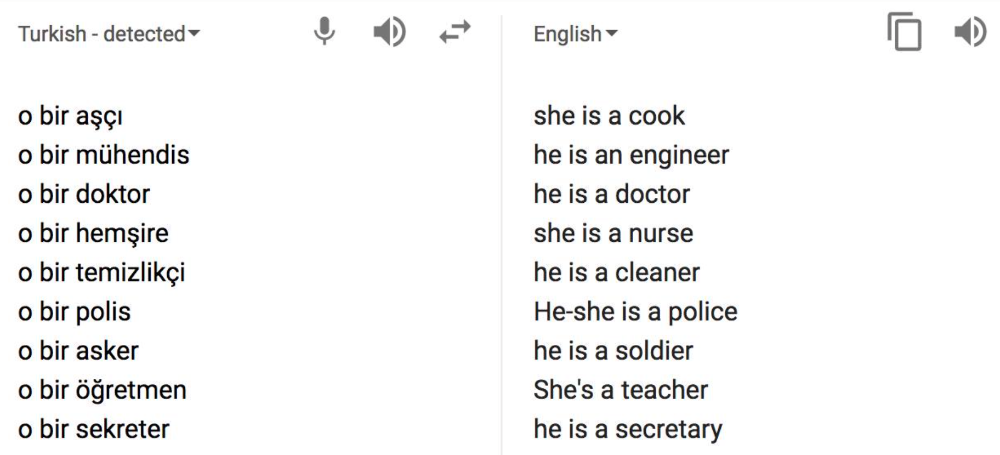 Turkish - detected
English
o bir aşçı
o bir mühendis
o bir doktor
o bir hemşire
o bir temizlikçi
o bir polis
o bir asker
o bir öğretmen
o bir sekreter
she is a cook
he is an engineer
he is a doctor
she is a nurse
he is a cleaner
He-she is a police
he is a soldier
She's a teacher
he is a secretary